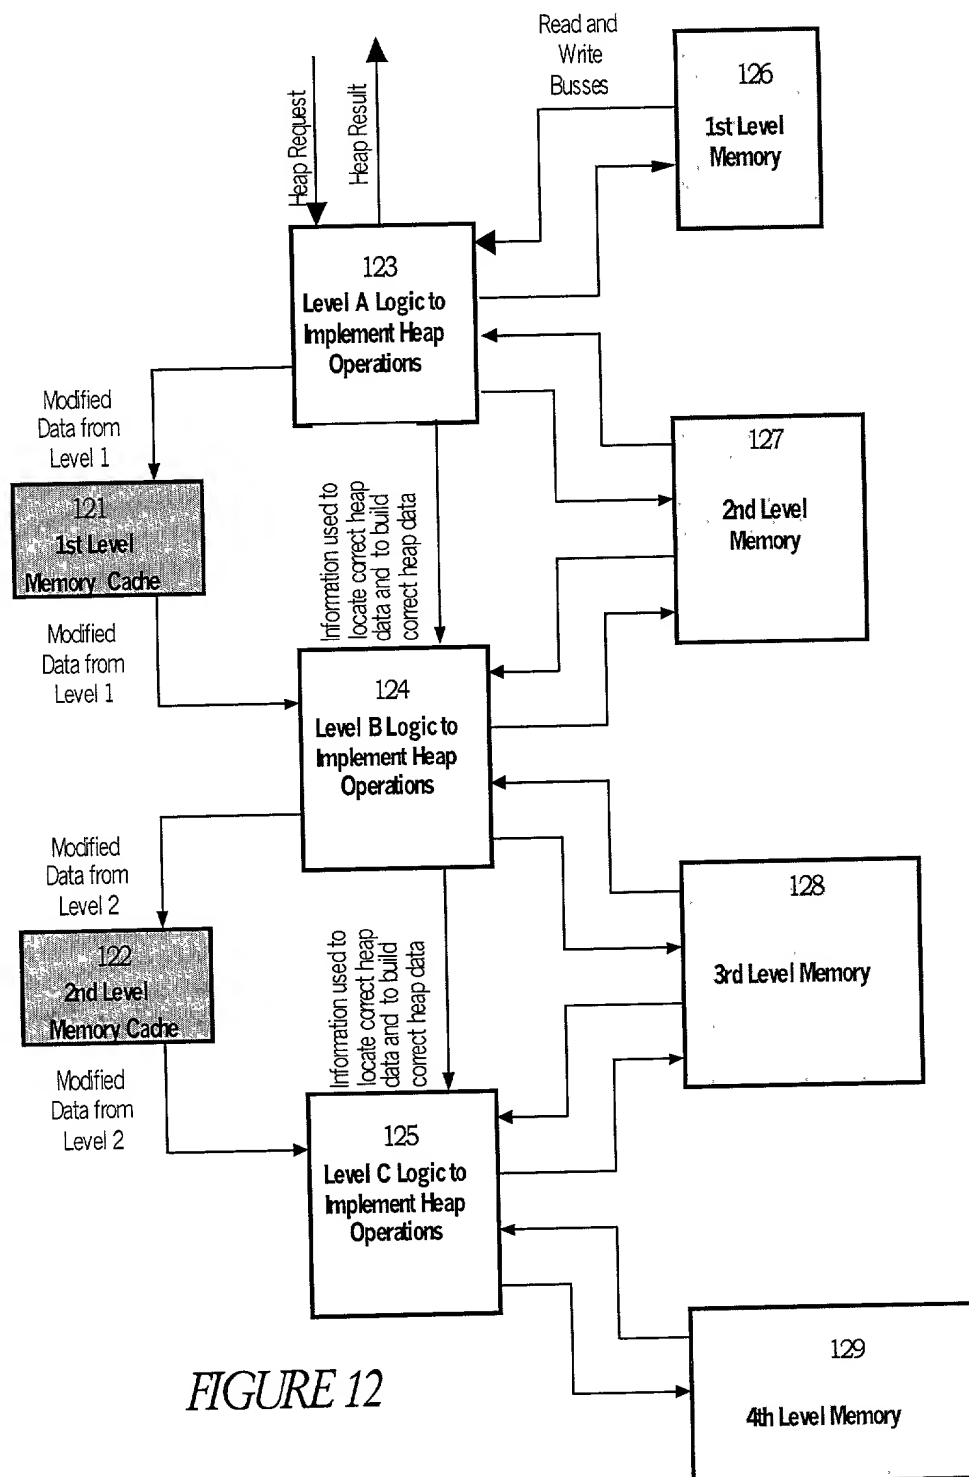 Read and
Write
Busses
126
1st Level
Memory
Heap Request
Heap Result
123
Level A Logic to
Implement Heap
Operations
Modified
Data from
Level 1
127
2nd Level
Memory
121
1st Level
Memory Cache
Information used to
locate correct heap
data and to build
correct heap data
Modified
Data from
Level 1
124
Level B Logic to
Implement Heap
Operations
Modified
Data from
Level 2
128
3rd Level Memory
122
2nd Level
Memory Cache
Information used to
locate correct heap
data and to build
correct heap data
Modified
Data from
Level 2
125
Level C Logic to
Implement Heap
Operations
129
4th Level Memory
FIGURE 12